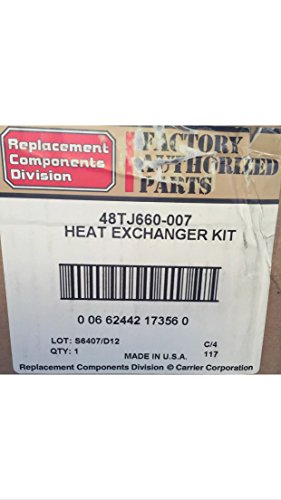 Replacement
Components
Division
FACTORY
AUTHORIZED
PARTS
48TJ660-007
HEAT EXCHANGER KIT
0 06 62442 17356 0
LOT: S6407/D12
C/4
QTY: 1
MADE IN U.S.A.
117
Replacement Components Division © Carrier Corporation